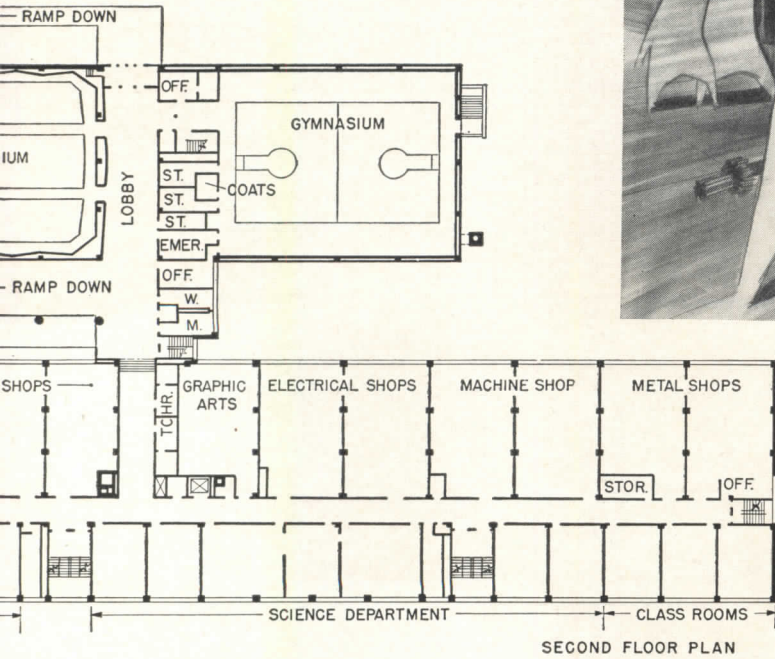 RAMP DOWN
OFF.
GYMNASIUM
IUM
LOBBY
ST.
COATS
ST.
ST.
EMER.
OFF.
RAMP DOWN
W.
M.
SHOPS
TCHR.
GRAPHIC
ARTS
ELECTRICAL SHOPS
MACHINE SHOP
METAL SHOPS
STOR.
OFF.
SCIENCE DEPARTMENT
CLASS ROOMS
SECOND FLOOR PLAN